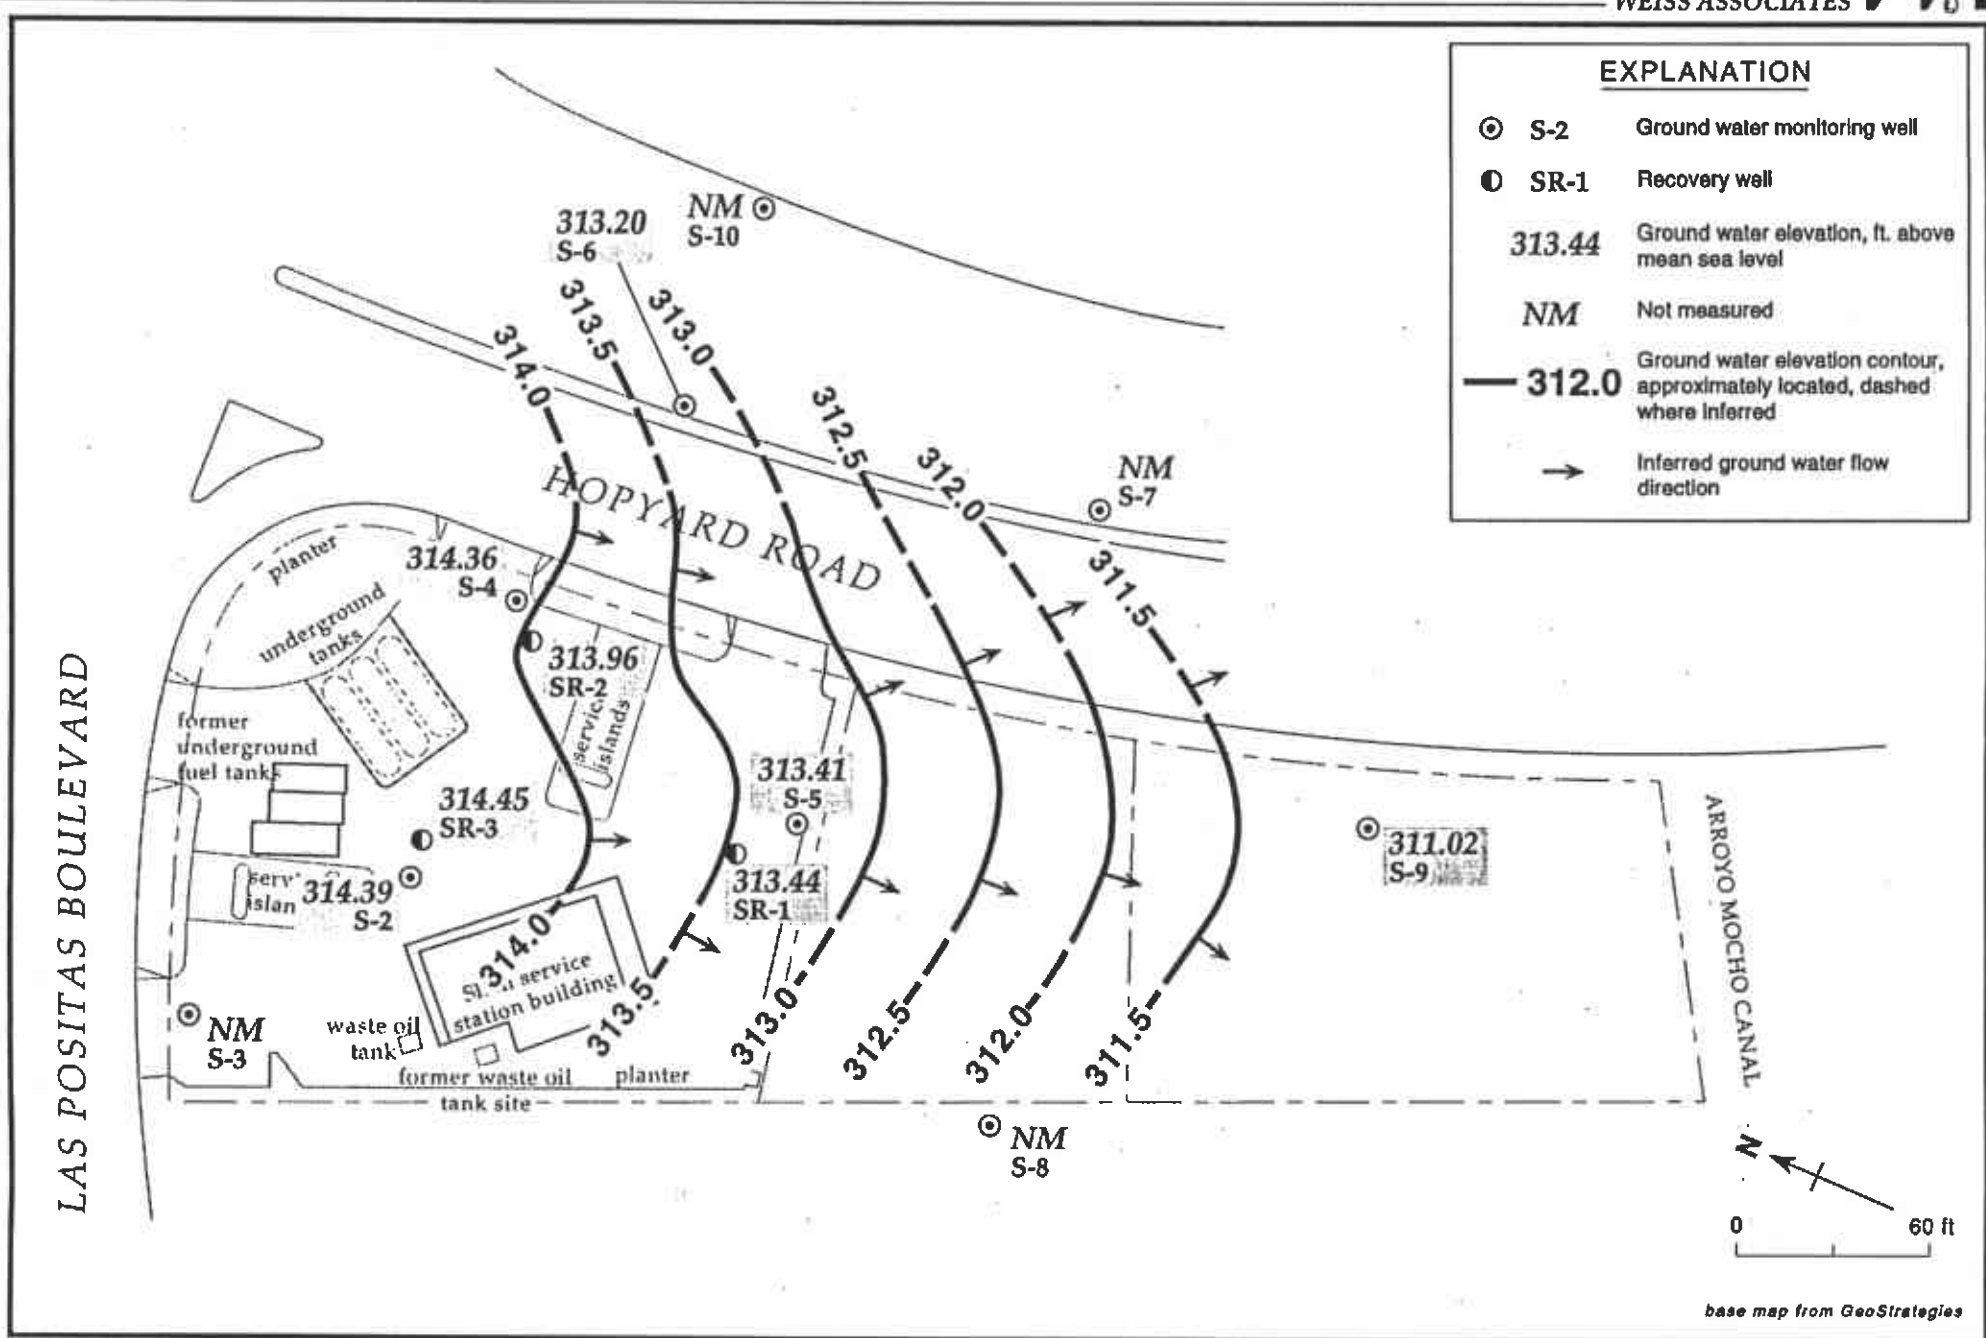 WEISS ASSOCIATES
EXPLANATION
S-2 Ground water monitoring well
SR-1 Recovery well
313.44 Ground water elevation, ft. above
mean sea level
NM Not measured
312.0 Ground water elevation contour,
approximately located, dashed
where inferred
Inferred ground water flow
direction
313.20
S-6
NM
S-10
314.0
313.5
313.0
312.5
312.0
311.5
NM
S-7
HOPYARD ROAD
planter
underground
tanks
314.36
S-4
313.96
SR-2
islands
former
underground
fuel tanks
314.45
SR-3
313.41
S-5
313.44
SR-1
314.39
S-2
311.02
S-9
LAS POSITAS BOULEVARD
ARROYO MOCHO CANAL
314.0
service
station building
313.5
313.0
312.5
312.0
311.5
NM
S-3
waste oil
tank
former waste oil
tank site
planter
NM
S-8
N
0 60 ft
base map from GeoStrategies